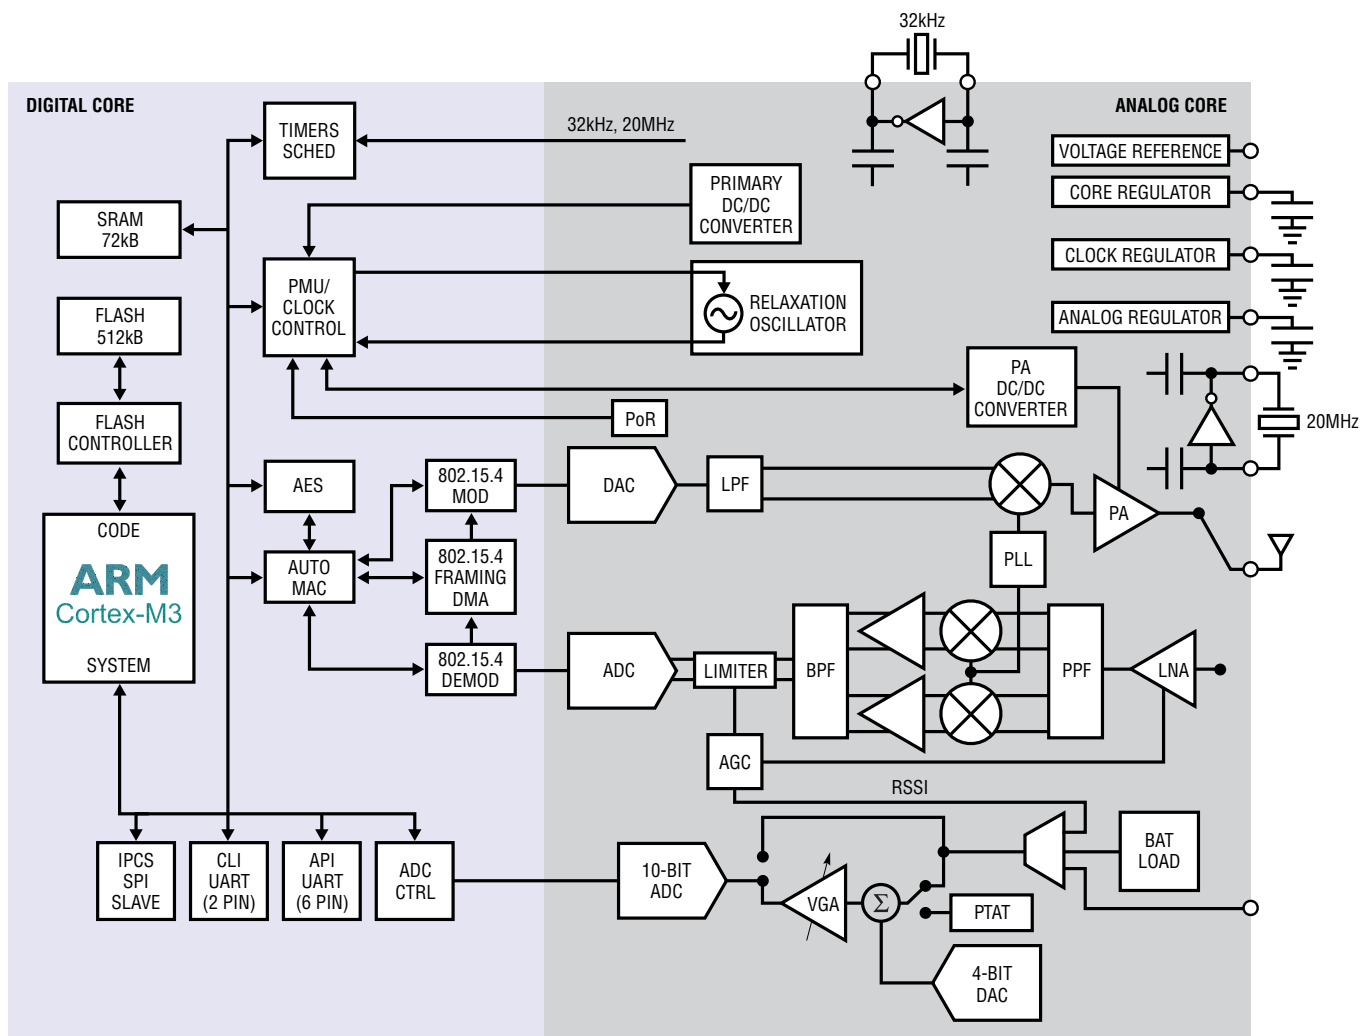 32kHz
DIGITAL CORE
ANALOG CORE
TIMERS
SCHED
32kHz, 20MHz
VOLTAGE REFERENCE
PRIMARY
DC/DC
CONVERTER
CORE REGULATOR
SRAM
72kB
CLOCK REGULATOR
PMU/
CLOCK
CONTROL
RELAXATION
OSCILLATOR
FLASH
512kB
ANALOG REGULATOR
PA
DC/DC
CONVERTER
PoR
20MHz
FLASH
CONTROLLER
AES
802.15.4
MOD
DAC
LPF
PA
CODE
ARM
Cortex-M3
SYSTEM
AUTO
MAC
802.15.4
FRAMING
DMA
PLL
802.15.4
DEMOD
ADC
LIMITER
BPF
PPF
LNA
AGC
RSSI
IPCS
SPI
SLAVE
CLI
UART
(2 PIN)
API
UART
(6 PIN)
ADC
CTRL
10-BIT
ADC
VGA
Σ
PTAT
BAT
LOAD
4-BIT
DAC